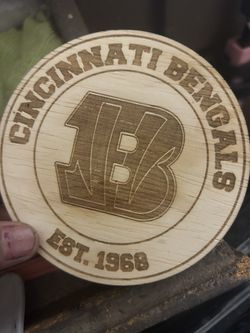 CINCINNATI BENGALS
B
EST. 1968